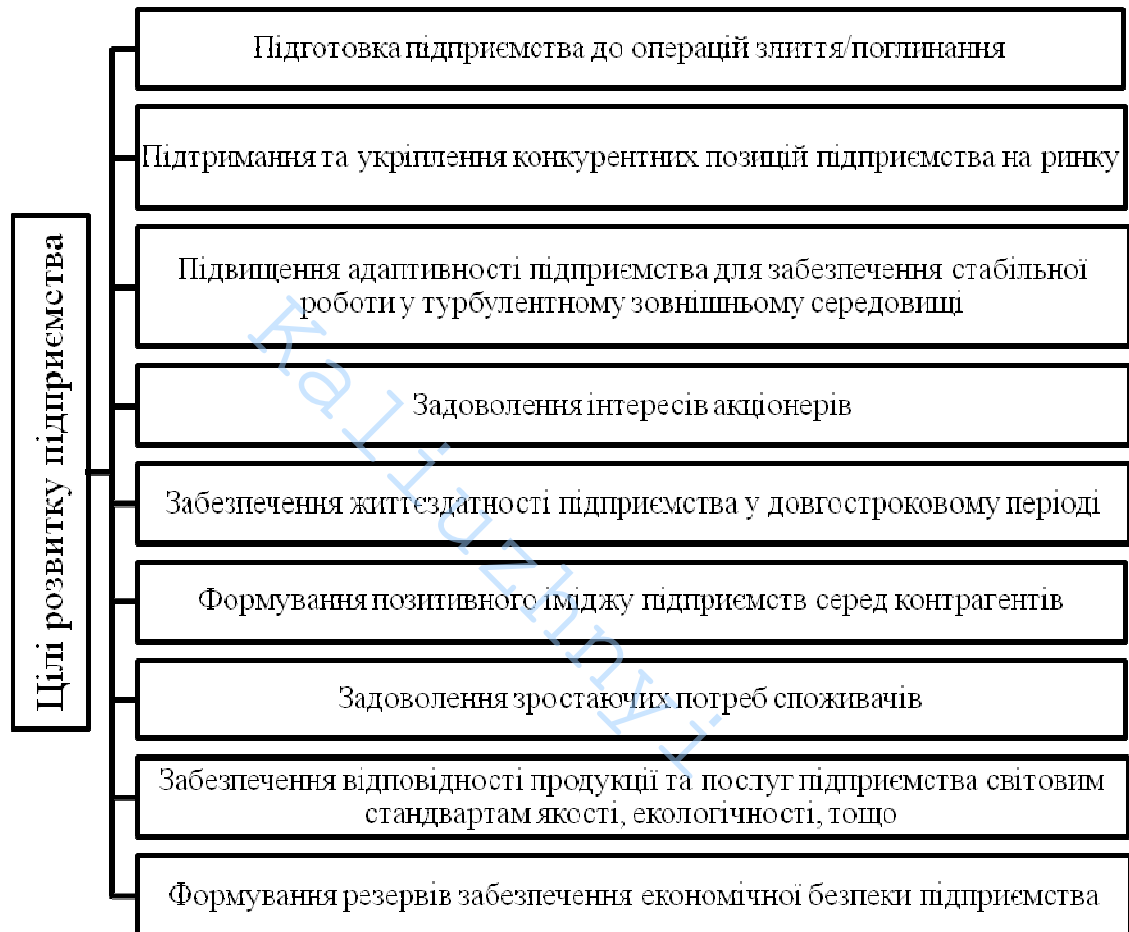 Цілі розвитку підприємства
Підготовка підприємства до операцій злиття/поглинання
Підтримання та укріплення конкурентних позицій підприємства на ринку
Підвищення адаптивності підприємства для забезпечення стабільної
роботи у турбулентному зовнішньому середовищі
Задоволення інтересів акціонерів
Забезпечення життєздатності підприємства у довгостроковому періоді
Формування позитивного іміджу підприємств серед контрагентів
Задоволення зростаючих потреб споживачів
Забезпечення відповідності продукції та послуг підприємства світовим
стандвартам якості, екологічності, тощо
Формування резервів забезпечення економічної безпеки підприємства
Kaliuzhnyi